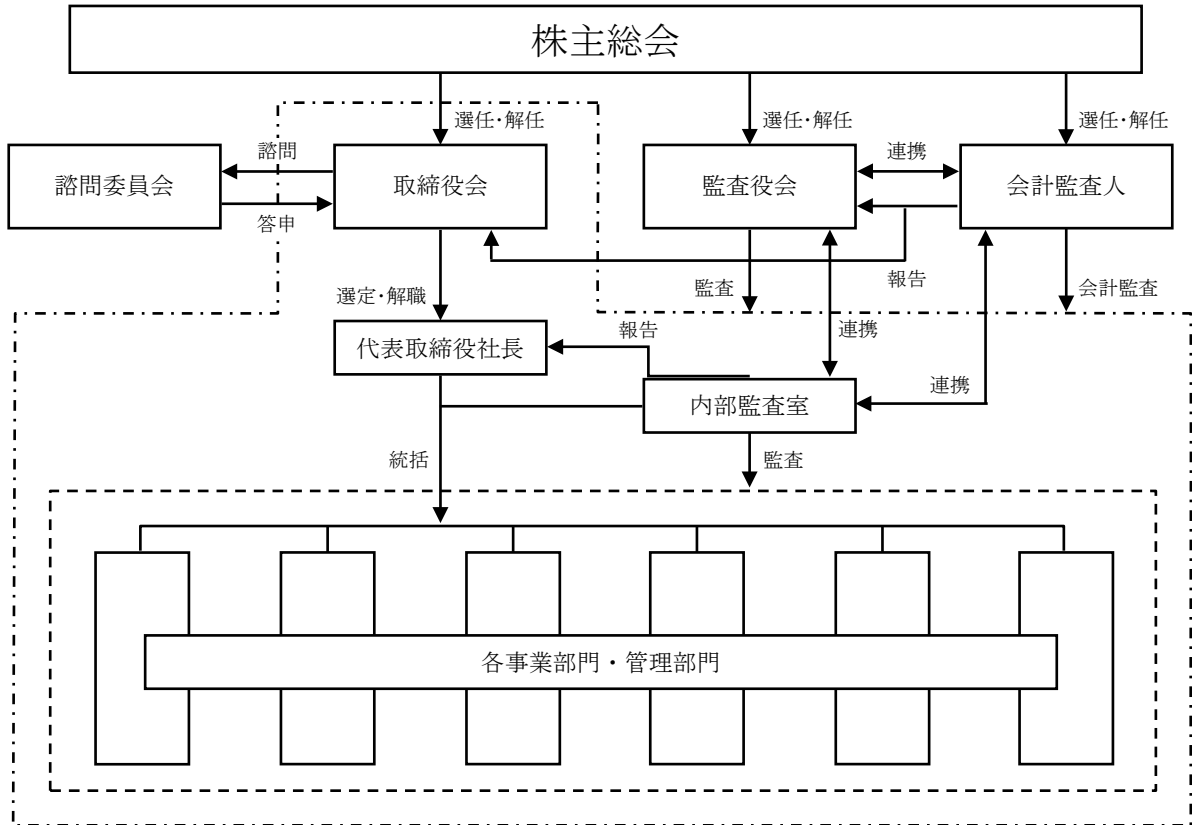 株主総会
選任・解任
選任・解任
選任・解任
諮問
連携
諮問委員会
取締役会
監査役会
会計監査人
答申
報告
監査
会計監査
選定・解職
報告
連携
代表取締役社長
連携
内部監査室
統括
監査
各事業部門・管理部門